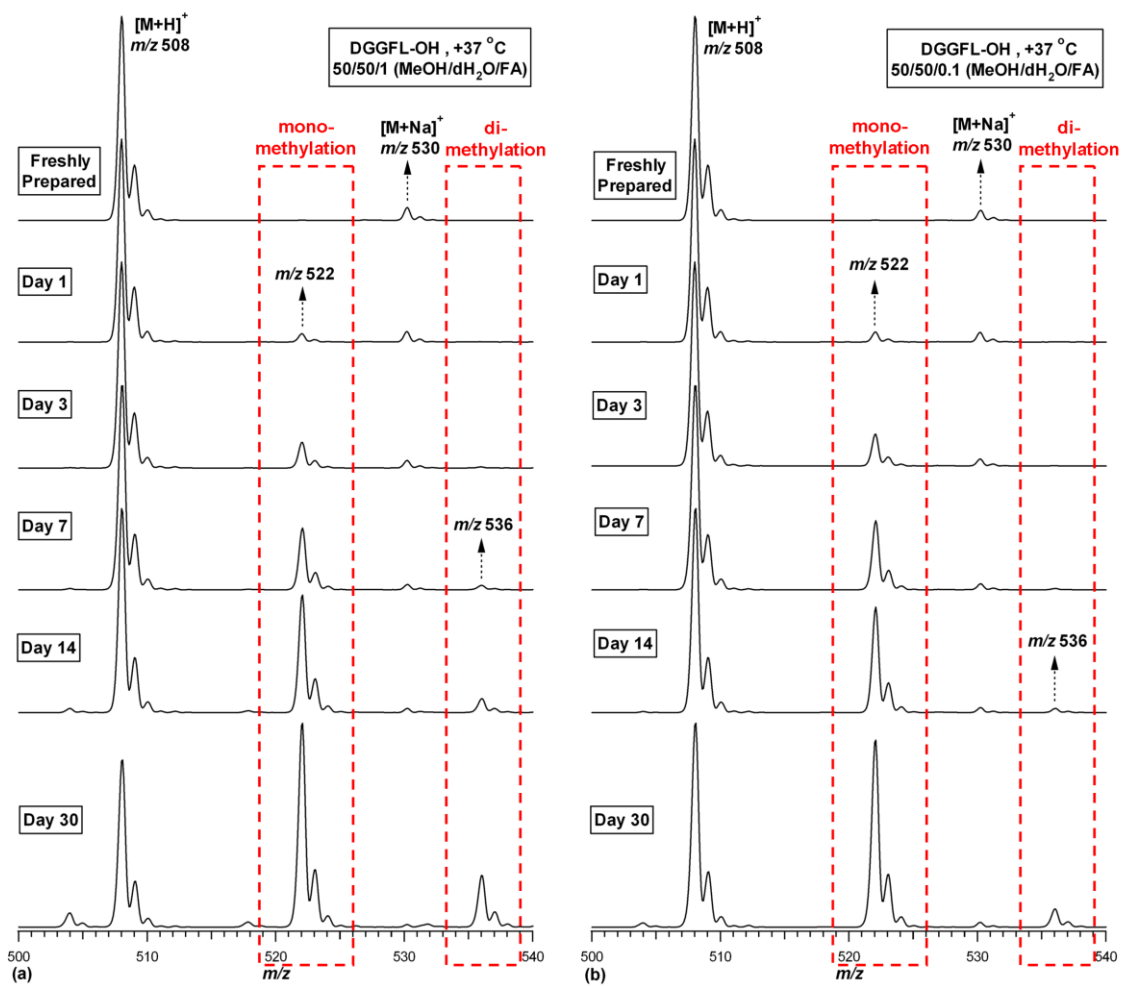 [M+H]+
m/z 508
DGGFL-OH , +37 °C
50/50/1 (MeOH/dH2O/FA)
mono-
methylation
[M+Na]+
m/z 530
di-
methylation
Freshly
Prepared
Day 1
m/z 522
Day 3
Day 7
m/z 536
Day 14
Day 30
500 510 520 530 540
(a) m/z
[M+H]+
m/z 508
DGGFL-OH , +37 °C
50/50/0.1 (MeOH/dH2O/FA)
mono-
methylation
[M+Na]+
m/z 530
di-
methylation
Freshly
Prepared
Day 1
m/z 522
Day 3
Day 7
Day 14
m/z 536
Day 30
500 510 520 530 540
(b) m/z